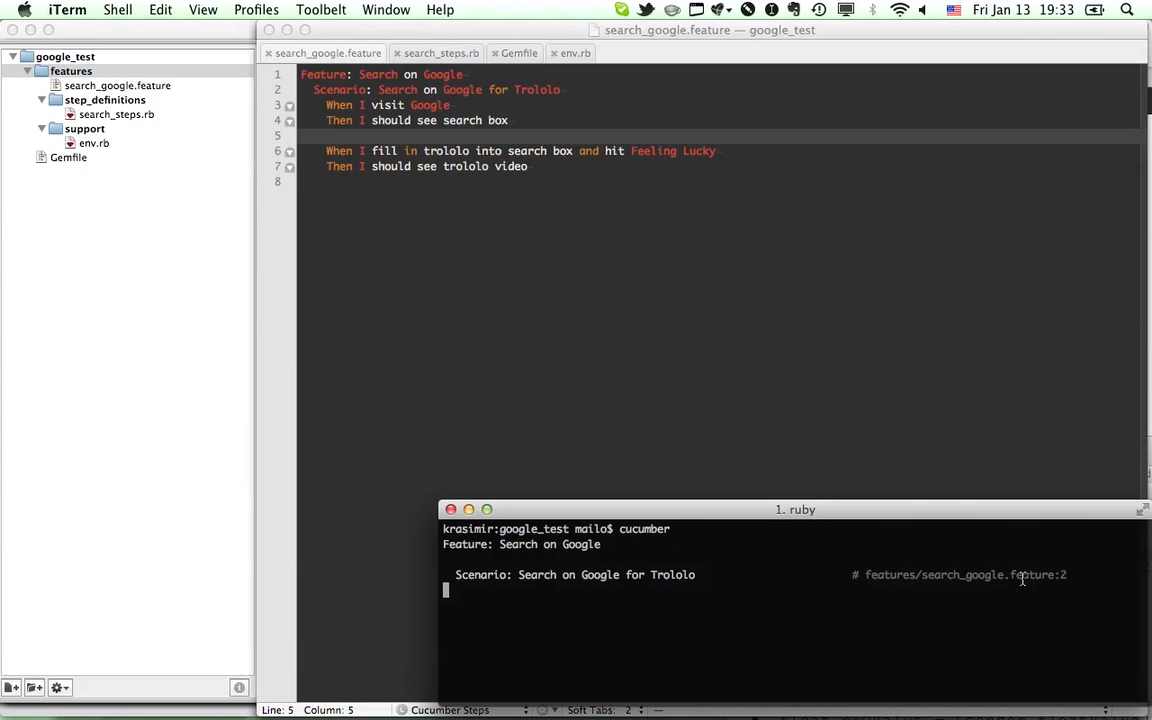 iTerm Shell Edit View Profiles Toolbelt Window Help Fri Jan 13 19:33
search_google.feature — google_test
google_test
features
search_google.feature
step_definitions
search_steps.rb
support
env.rb
Gemfile
search_google.feature search_steps.rb Gemfile env.rb
1 Feature: Search on Google
2 Scenario: Search on Google for Trololo
3 When I visit Google
4 Then I should see search box
5
6 When I fill in trololo into search box and hit Feeling Lucky
7 Then I should see trololo video
8
1. ruby
krasimir:google_test mailo$ cucumber
Feature: Search on Google
Scenario: Search on Google for Trololo # features/search_google.feature:2
Line: 5 Column: 5 Cucumber Steps Soft Tabs: 2 —